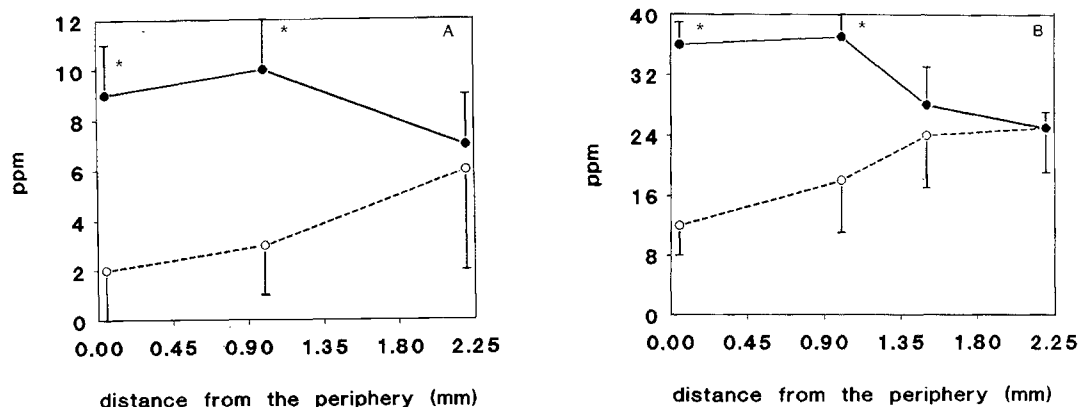 12
10
8
6
4
2
0
ppm
A
*
*
0.00 0.45 0.90 1.35 1.80 2.25
distance from the periphery (mm)
40
32
24
16
8
0
ppm
B
*
*
0.00 0.45 0.90 1.35 1.80 2.25
distance from the periphery (mm)